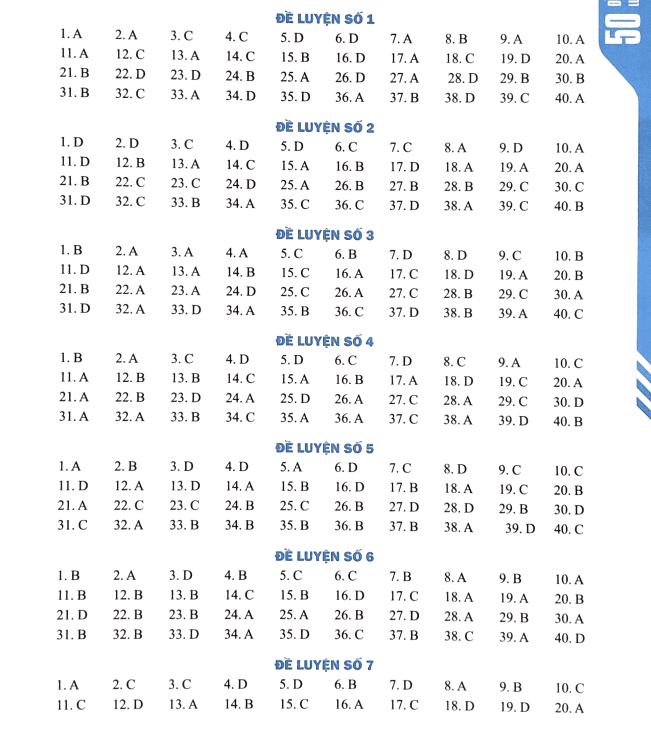 50
ĐỀ LUYỆN SỐ 1
1. A 2. A 3. C 4. C 5. D 6. D 7. A 8. B 9. A 10. A
11. A 12. C 13. A 14. C 15. B 16. D 17. A 18. C 19. D 20. A
21. B 22. D 23. D 24. B 25. A 26. D 27. A 28. D 29. B 30. B
31. B 32. C 33. A 34. D 35. D 36. A 37. B 38. D 39. C 40. A
ĐỀ LUYỆN SỐ 2
1. D 2. D 3. C 4. D 5. D 6. C 7. C 8. A 9. D 10. A
11. D 12. B 13. A 14. C 15. A 16. B 17. D 18. A 19. A 20. A
21. B 22. C 23. C 24. D 25. A 26. B 27. B 28. B 29. C 30. C
31. D 32. C 33. B 34. A 35. C 36. C 37. D 38. A 39. C 40. B
ĐỀ LUYỆN SỐ 3
1. B 2. A 3. A 4. A 5. C 6. B 7. D 8. D 9. C 10. B
11. D 12. A 13. A 14. B 15. C 16. A 17. C 18. D 19. A 20. B
21. B 22. A 23. A 24. D 25. C 26. A 27. C 28. B 29. C 30. A
31. D 32. A 33. D 34. A 35. B 36. C 37. D 38. B 39. A 40. C
ĐỀ LUYỆN SỐ 4
1. B 2. A 3. C 4. D 5. D 6. C 7. D 8. C 9. A 10. C
11. A 12. B 13. B 14. C 15. A 16. B 17. A 18. D 19. C 20. A
21. A 22. B 23. D 24. A 25. D 26. A 27. C 28. A 29. C 30. D
31. A 32. A 33. B 34. C 35. A 36. A 37. C 38. A 39. D 40. B
ĐỀ LUYỆN SỐ 5
1. A 2. B 3. D 4. D 5. A 6. D 7. C 8. D 9. C 10. C
11. D 12. A 13. D 14. A 15. B 16. D 17. B 18. A 19. C 20. B
21. A 22. C 23. C 24. B 25. C 26. B 27. D 28. D 29. B 30. D
31. C 32. A 33. B 34. B 35. B 36. B 37. B 38. A 39. D 40. C
ĐỀ LUYỆN SỐ 6
1. B 2. A 3. D 4. B 5. C 6. C 7. B 8. A 9. B 10. A
11. B 12. B 13. B 14. C 15. B 16. D 17. C 18. A 19. A 20. B
21. D 22. B 23. B 24. A 25. A 26. B 27. D 28. A 29. B 30. A
31. B 32. B 33. D 34. A 35. D 36. C 37. B 38. C 39. A 40. D
ĐỀ LUYỆN SỐ 7
1. A 2. C 3. C 4. D 5. D 6. B 7. D 8. A 9. B 10. C
11. C 12. D 13. A 14. B 15. C 16. A 17. C 18. D 19. D 20. A